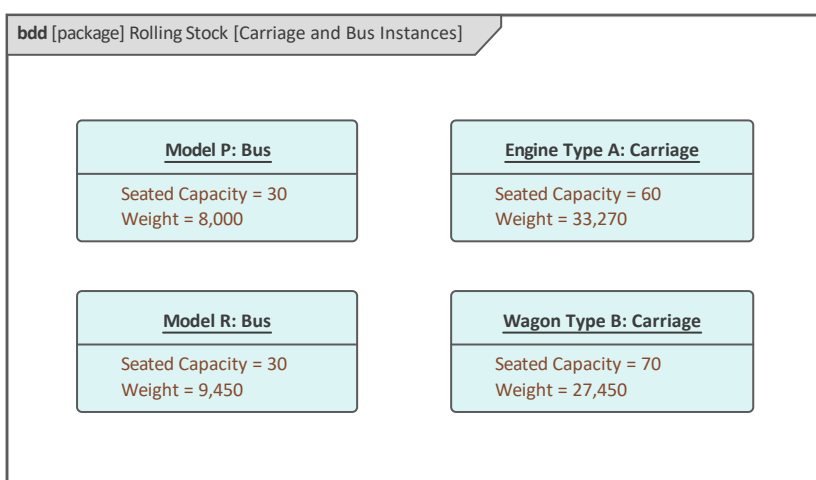 bdd [package] Rolling Stock [Carriage and Bus Instances]
Model P: Bus
Seated Capacity = 30
Weight = 8,000
Engine Type A: Carriage
Seated Capacity = 60
Weight = 33,270
Model R: Bus
Seated Capacity = 30
Weight = 9,450
Wagon Type B: Carriage
Seated Capacity = 70
Weight = 27,450